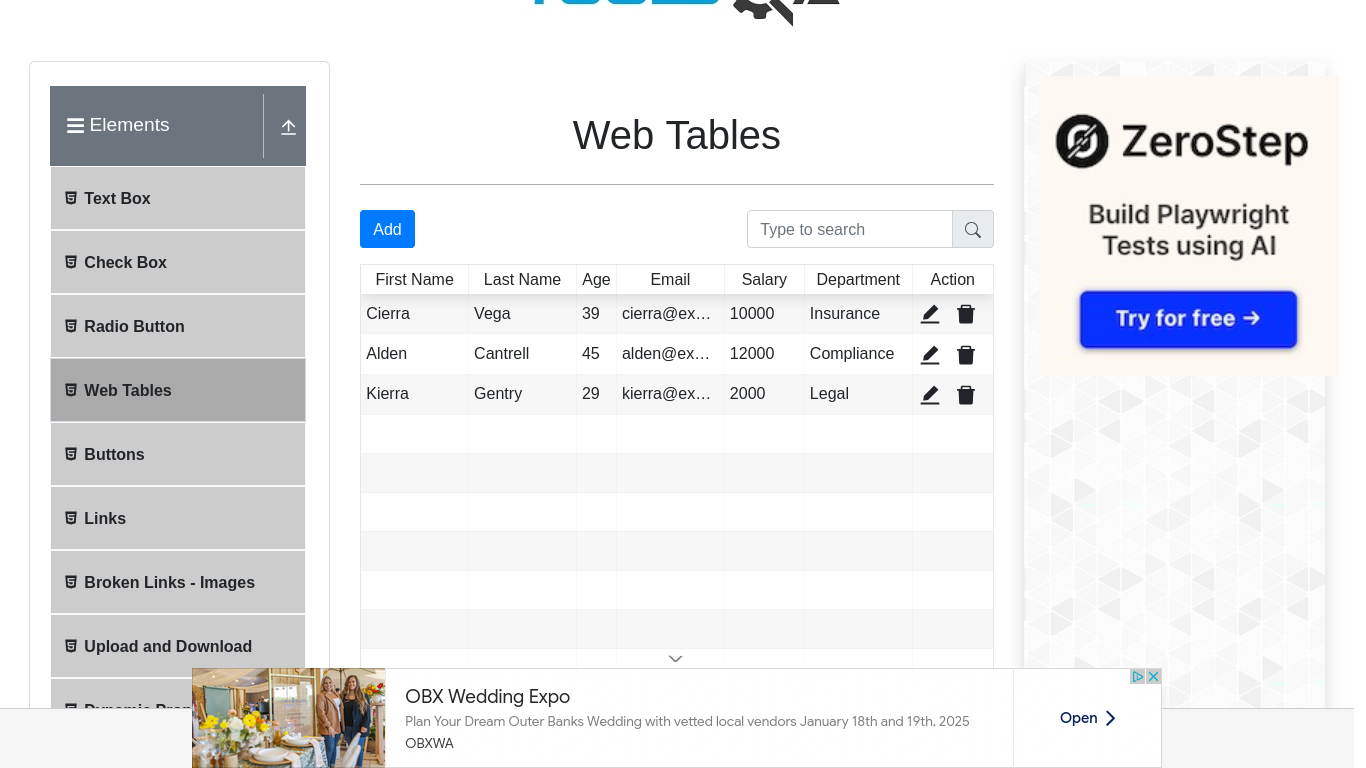 Elements
Text Box
Check Box
Radio Button
Web Tables
Buttons
Links
Broken Links - Images
Upload and Download
Web Tables
Add
Type to search
First Name Last Name Age Email Salary Department Action
Cierra Vega 39 cierra@ex… 10000 Insurance
Alden Cantrell 45 alden@ex… 12000 Compliance
Kierra Gentry 29 kierra@ex… 2000 Legal
ZeroStep
Build Playwright
Tests using AI
Try for free →
OBX Wedding Expo
Plan Your Dream Outer Banks Wedding with vetted local vendors January 18th and 19th, 2025
OBXWA
Open